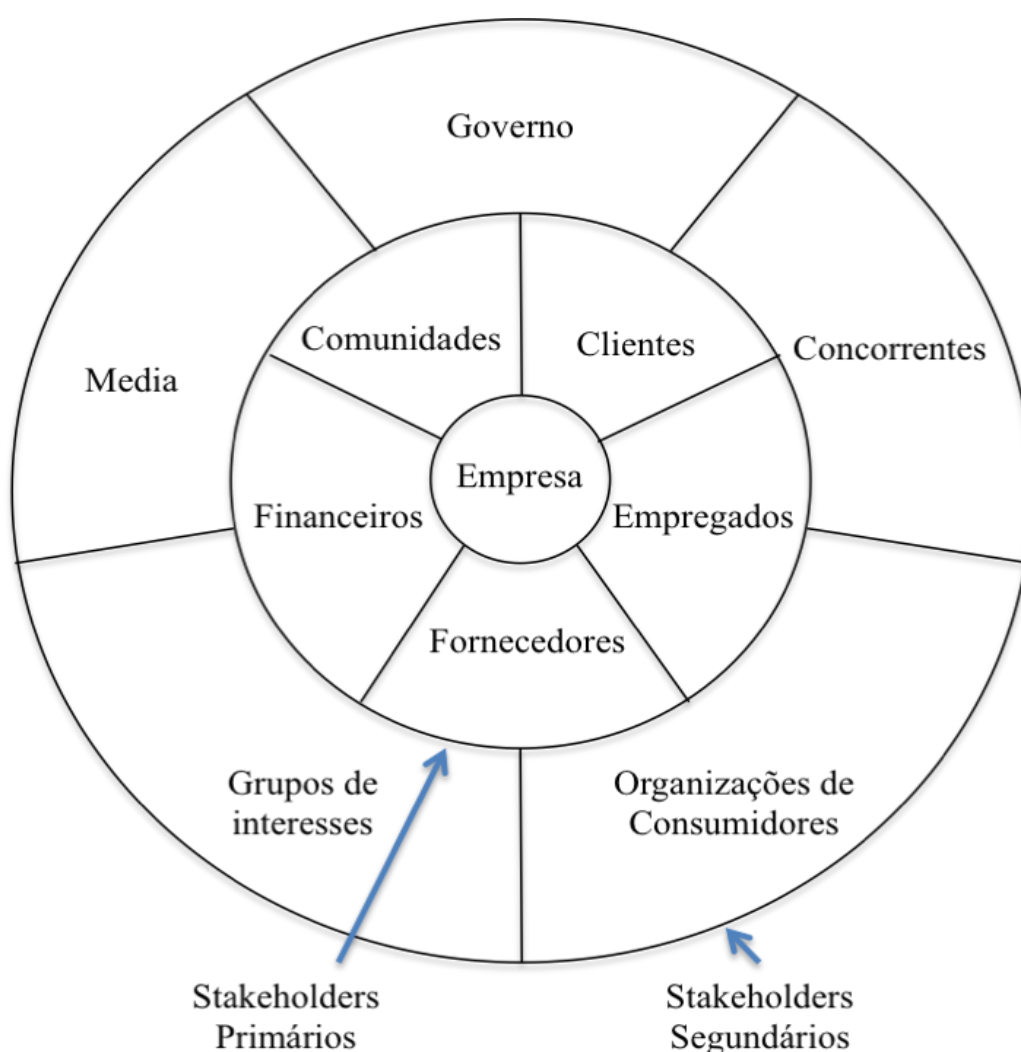 Governo
Comunidades
Clientes
Concorrentes
Media
Empresa
Financeiros
Empregados
Fornecedores
Grupos de
interesses
Organizações de
Consumidores
Stakeholders
Primários
Stakeholders
Segundários